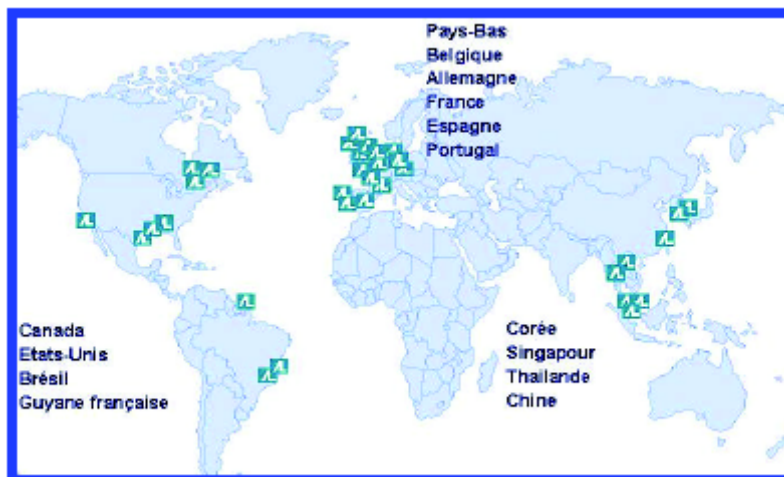 Pays-Bas
Belgique
Allemagne
France
Espagne
Portugal
Canada
Etats-Unis
Brésil
Guyane française
Corée
Singapour
Thaïlande
Chine